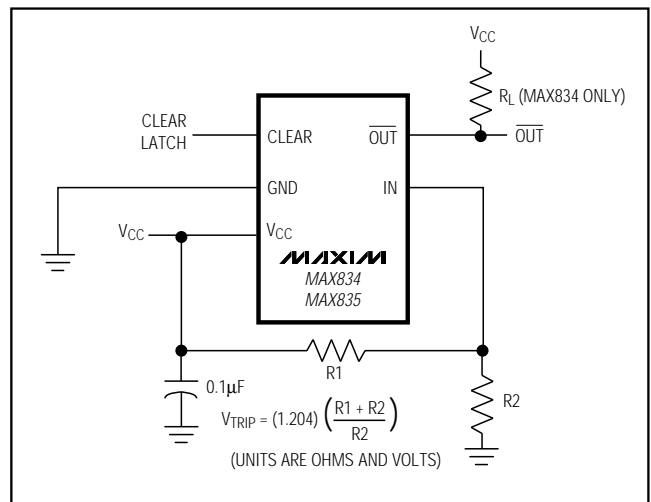 VCC
RL (MAX834 ONLY)
CLEAR
LATCH
CLEAR
OUT
OUT
GND
IN
VCC
VCC
MAXIM
MAX834
MAX835
R1
R2
0.1µF
VTRIP = (1.204) (R1 + R2 / R2)
(UNITS ARE OHMS AND VOLTS)